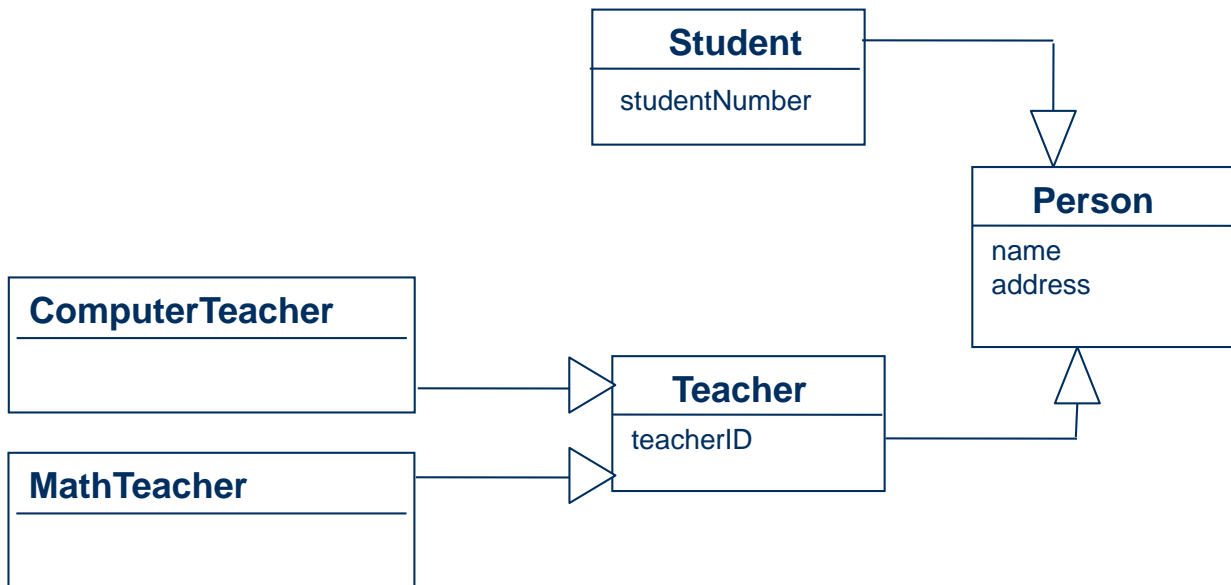 Student
studentNumber
Person
name
address
ComputerTeacher
Teacher
teacherID
MathTeacher